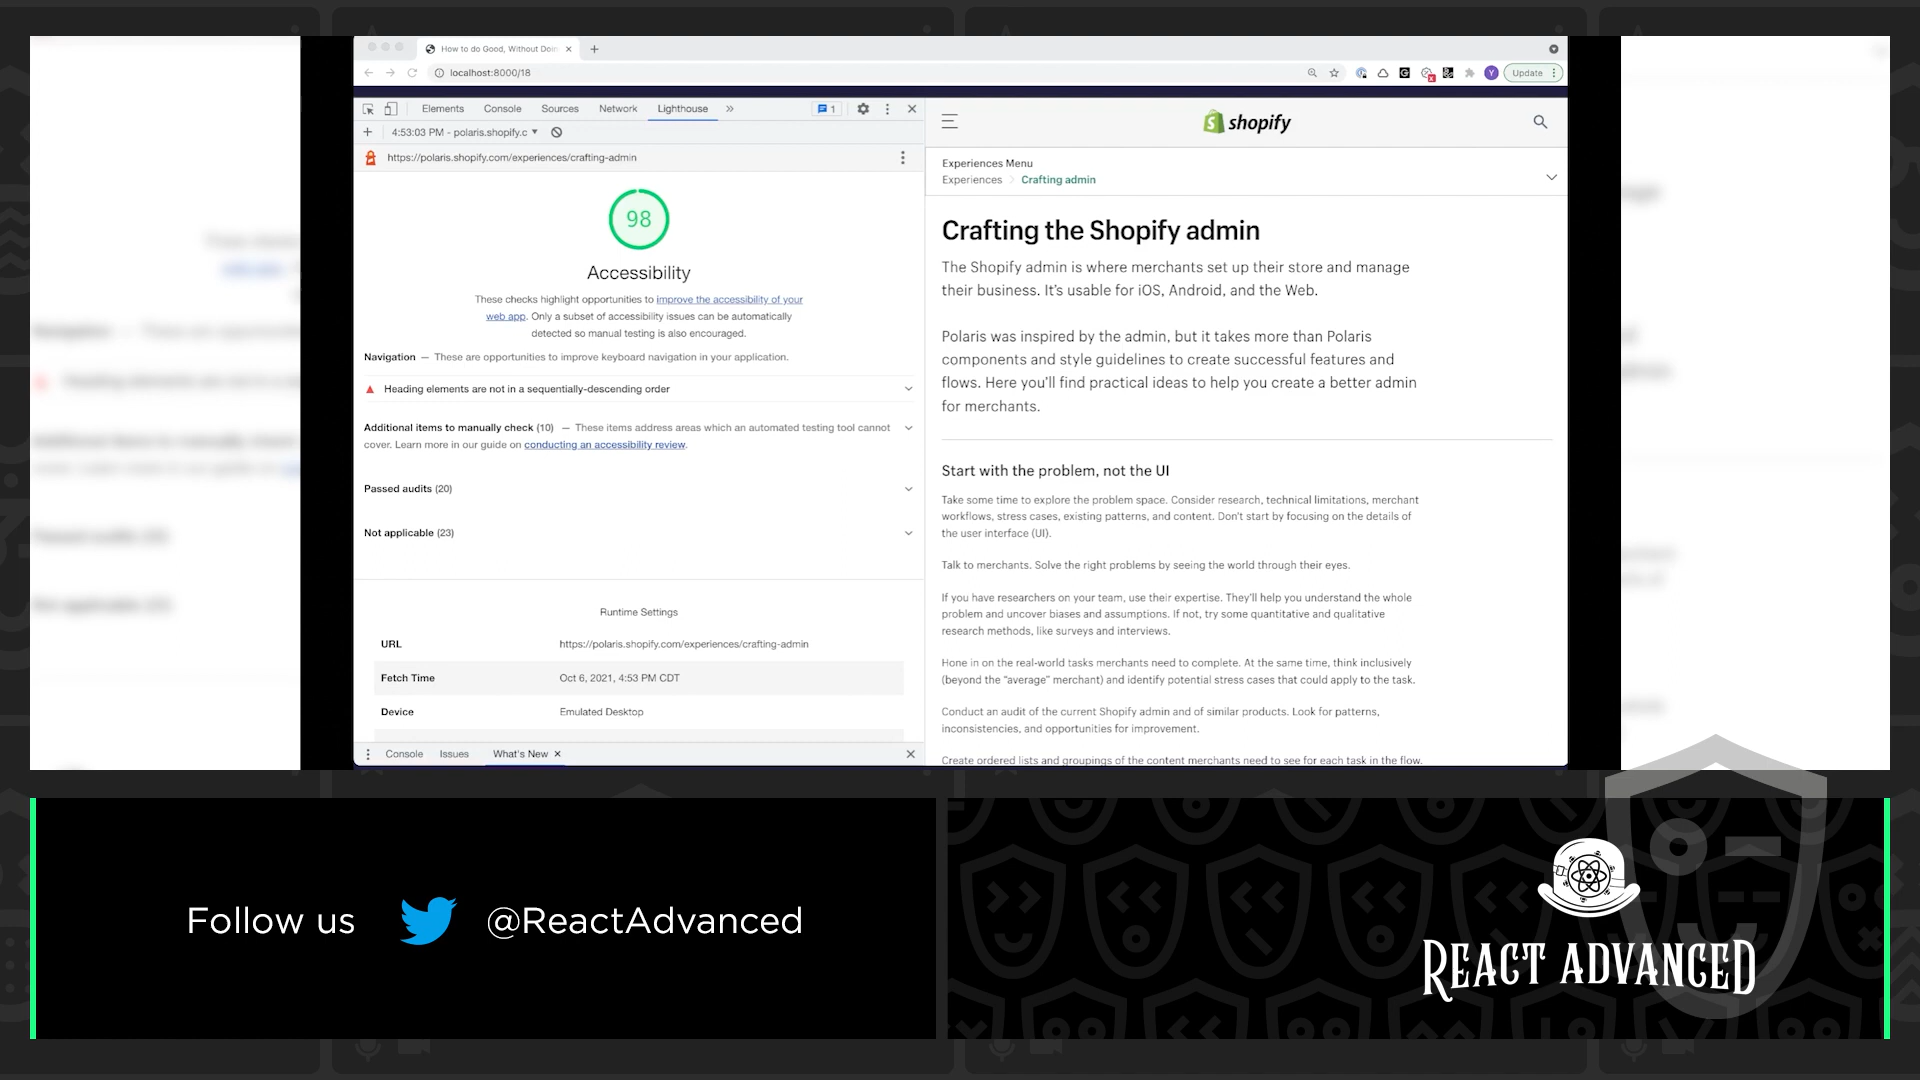 How to do Good, Without Doin
localhost:8000/18
Update
Elements Console Sources Network Lighthouse
1
4:53:03 PM - polaris.shopify.c
https://polaris.shopify.com/experiences/crafting-admin
98
Accessibility
These checks highlight opportunities to improve the accessibility of your
web app. Only a subset of accessibility issues can be automatically
detected so manual testing is also encouraged.
Navigation — These are opportunities to improve keyboard navigation in your application.
Heading elements are not in a sequentially-descending order
Additional items to manually check (10) — These items address areas which an automated testing tool cannot
cover. Learn more in our guide on conducting an accessibility review.
Passed audits (20)
Not applicable (23)
Runtime Settings
URL https://polaris.shopify.com/experiences/crafting-admin
Fetch Time Oct 6, 2021, 4:53 PM CDT
Device Emulated Desktop
Console Issues What's New
shopify
Experiences Menu
Experiences Crafting admin
Crafting the Shopify admin
The Shopify admin is where merchants set up their store and manage
their business. It's usable for iOS, Android, and the Web.
Polaris was inspired by the admin, but it takes more than Polaris
components and style guidelines to create successful features and
flows. Here you'll find practical ideas to help you create a better admin
for merchants.
Start with the problem, not the UI
Take some time to explore the problem space. Consider research, technical limitations, merchant
workflows, stress cases, existing patterns, and content. Don't start by focusing on the details of
the user interface (UI).
Talk to merchants. Solve the right problems by seeing the world through their eyes.
If you have researchers on your team, use their expertise. They'll help you understand the whole
problem and uncover biases and assumptions. If not, try some quantitative and qualitative
research methods, like surveys and interviews.
Hone in on the real-world tasks merchants need to complete. At the same time, think inclusively
(beyond the "average" merchant) and identify potential stress cases that could apply to the task.
Conduct an audit of the current Shopify admin and of similar products. Look for patterns,
inconsistencies, and opportunities for improvement.
Create ordered lists and groupings of the content merchants need to see for each task in the flow.
Follow us @ReactAdvanced
REACT ADVANCED